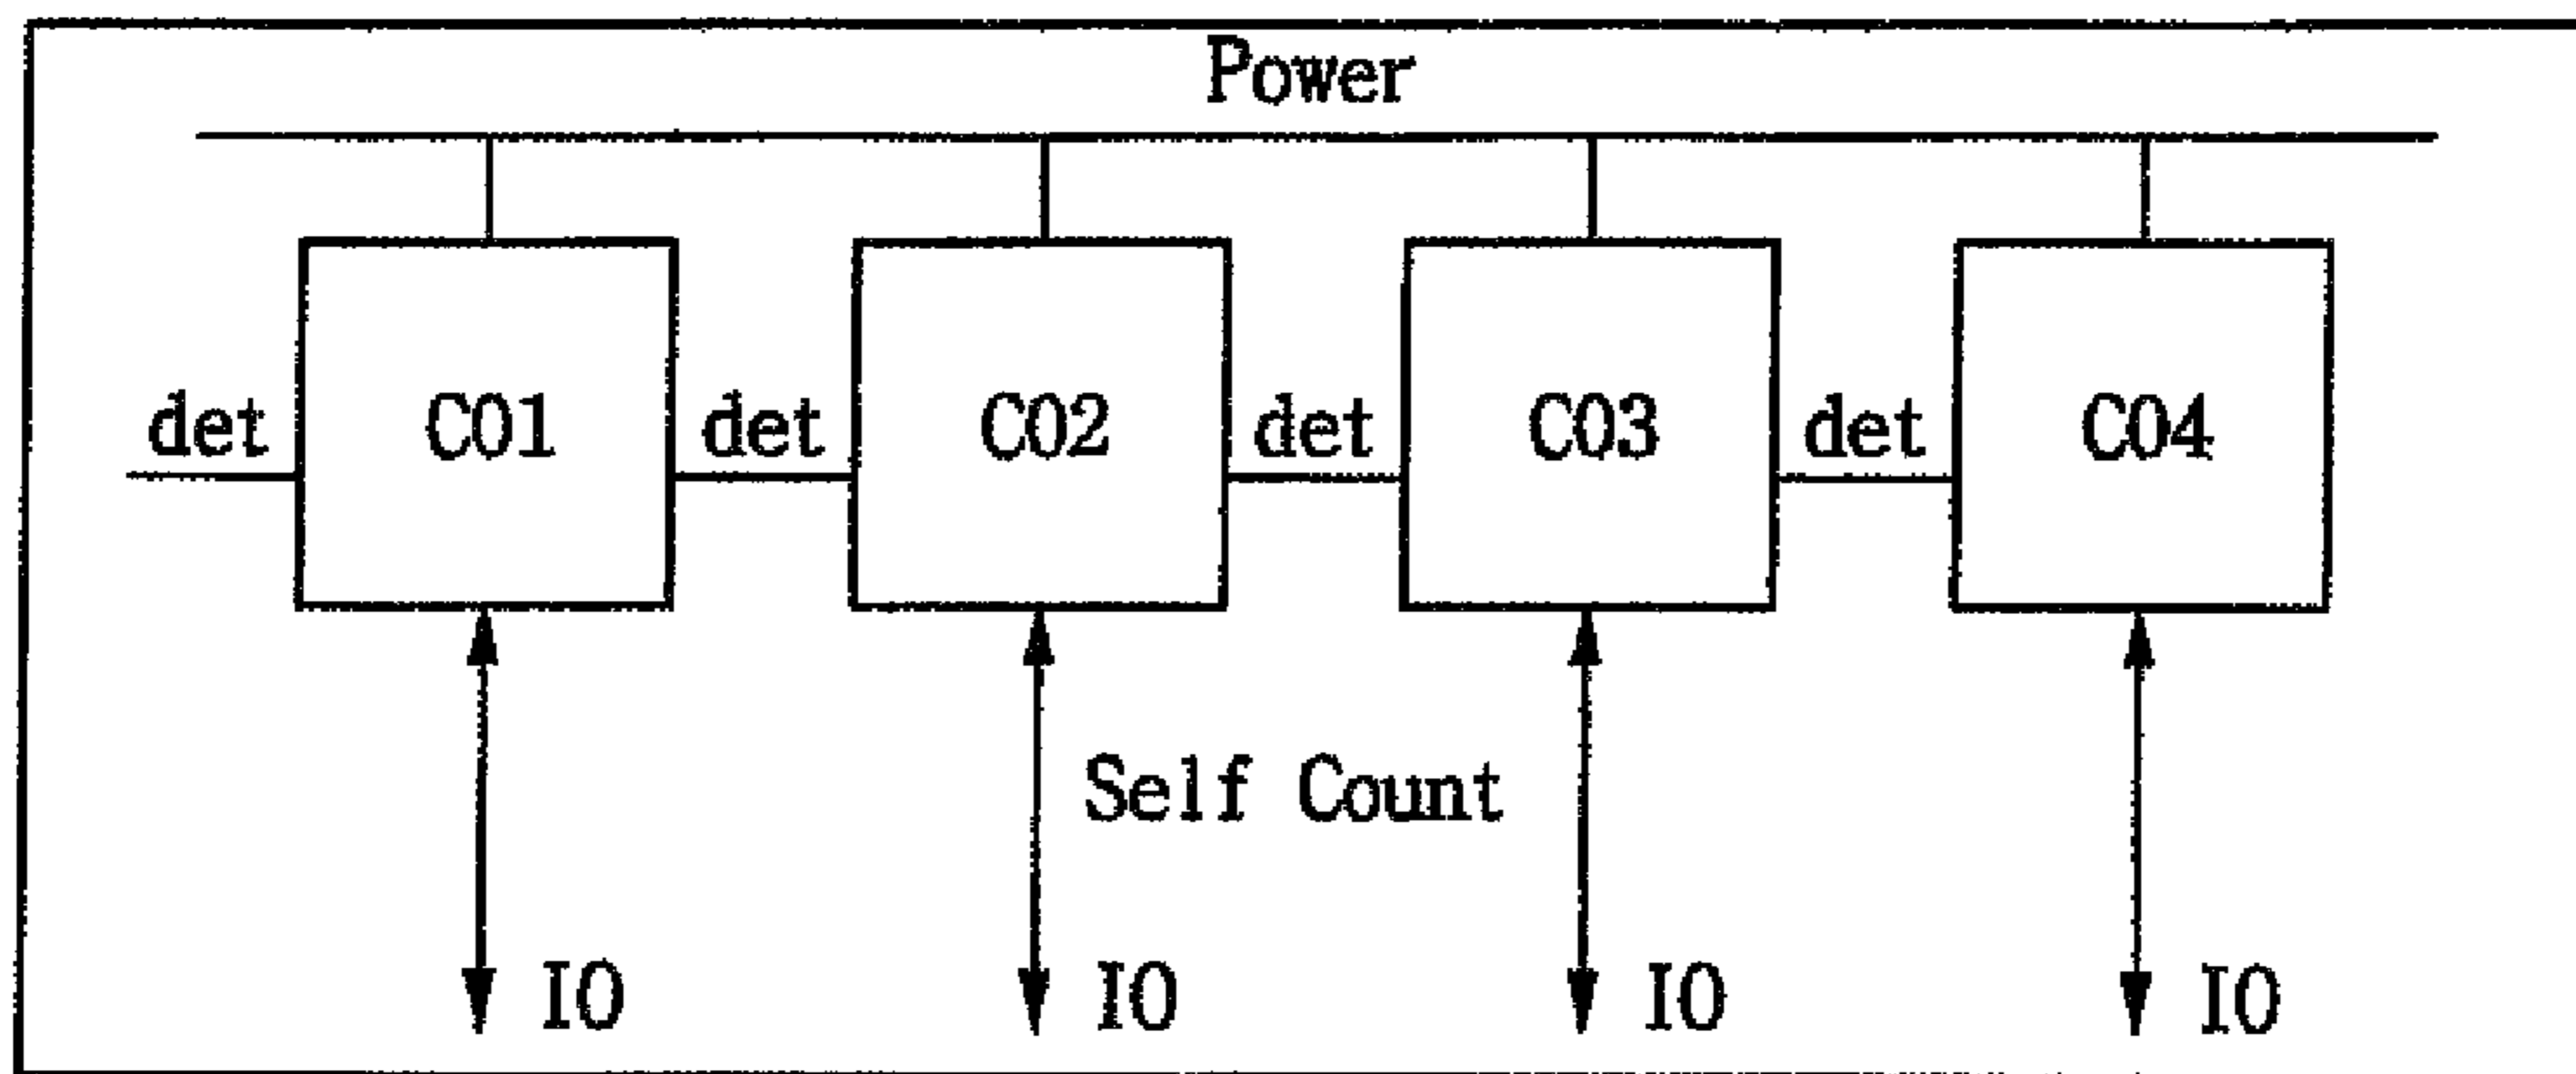 Power
det C01 det C02 det C03 det C04
Self Count
IO IO IO IO